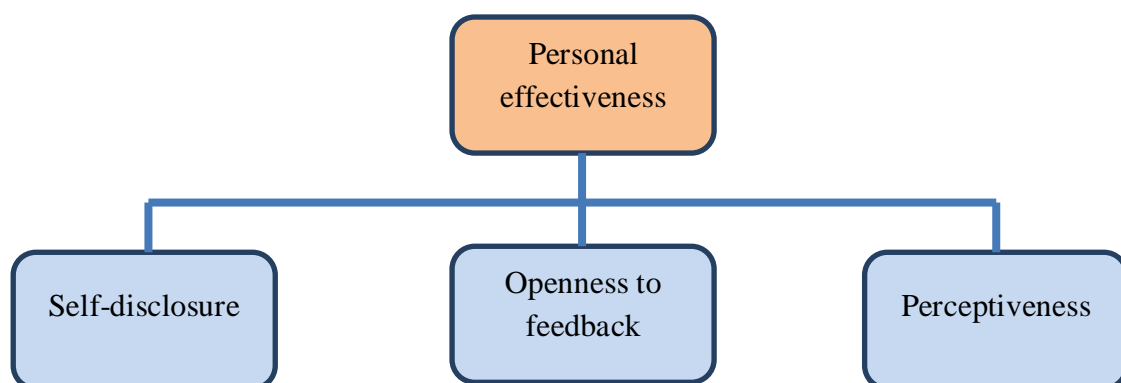 Personal
effectiveness
Self-disclosure
Openness to
feedback
Perceptiveness